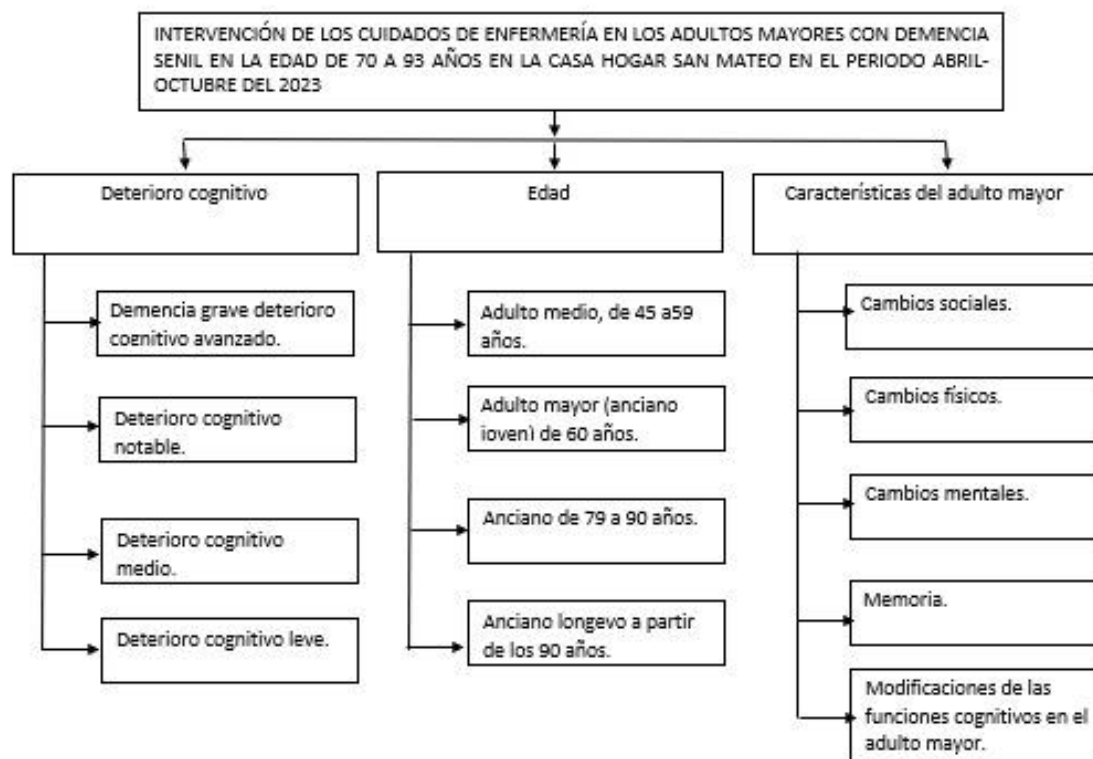 INTERVENCIÓN DE LOS CUIDADOS DE ENFERMERÍA EN LOS ADULTOS MAYORES CON DEMENCIA
SENIL EN LA EDAD DE 70 A 93 AÑOS EN LA CASA HOGAR SAN MATEO EN EL PERIODO ABRIL-
OCTUBRE DEL 2023
Deterioro cognitivo
Demencia grave deterioro
cognitivo avanzado.
Deterioro cognitivo
notable.
Deterioro cognitivo
medio.
Deterioro cognitivo leve.
Edad
Adulto medio, de 45 a59
años.
Adulto mayor (anciano
joven) de 60 años.
Anciano de 79 a 90 años.
Anciano longevo a partir
de los 90 años.
Características del adulto mayor
Cambios sociales.
Cambios físicos.
Cambios mentales.
Memoria.
Modificaciones de las
funciones cognitivos en el
adulto mayor.